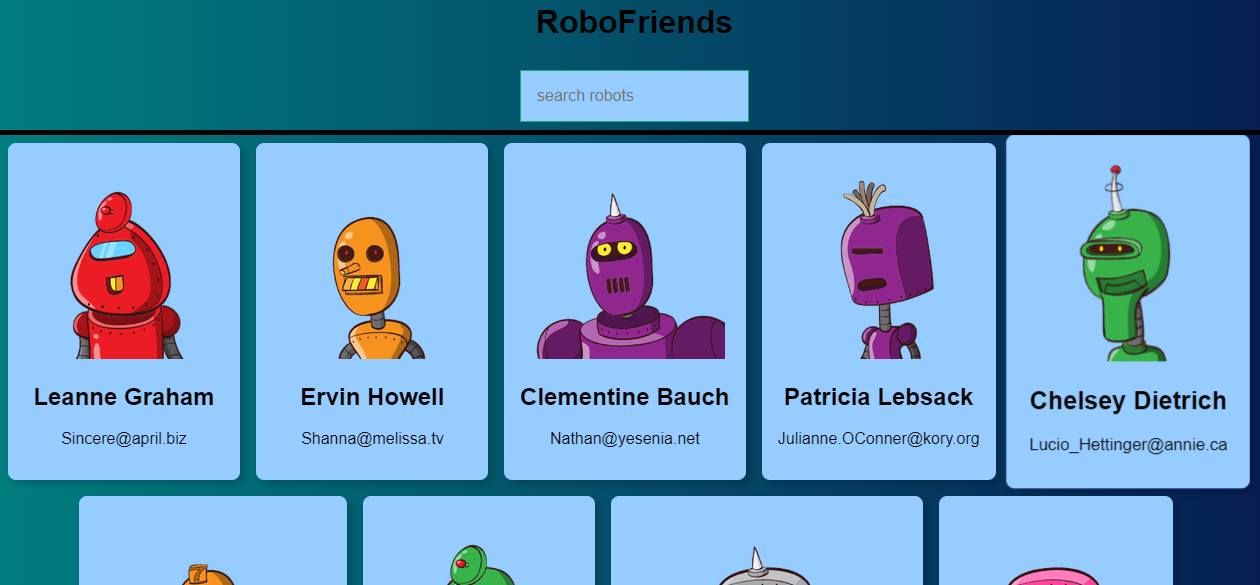 RoboFriends
search robots
Leanne Graham
Sincere@april.biz
Ervin Howell
Shanna@melissa.tv
Clementine Bauch
Nathan@yesenia.net
Patricia Lebsack
Julianne.OConner@kory.org
Chelsey Dietrich
Lucio_Hettinger@annie.ca
7